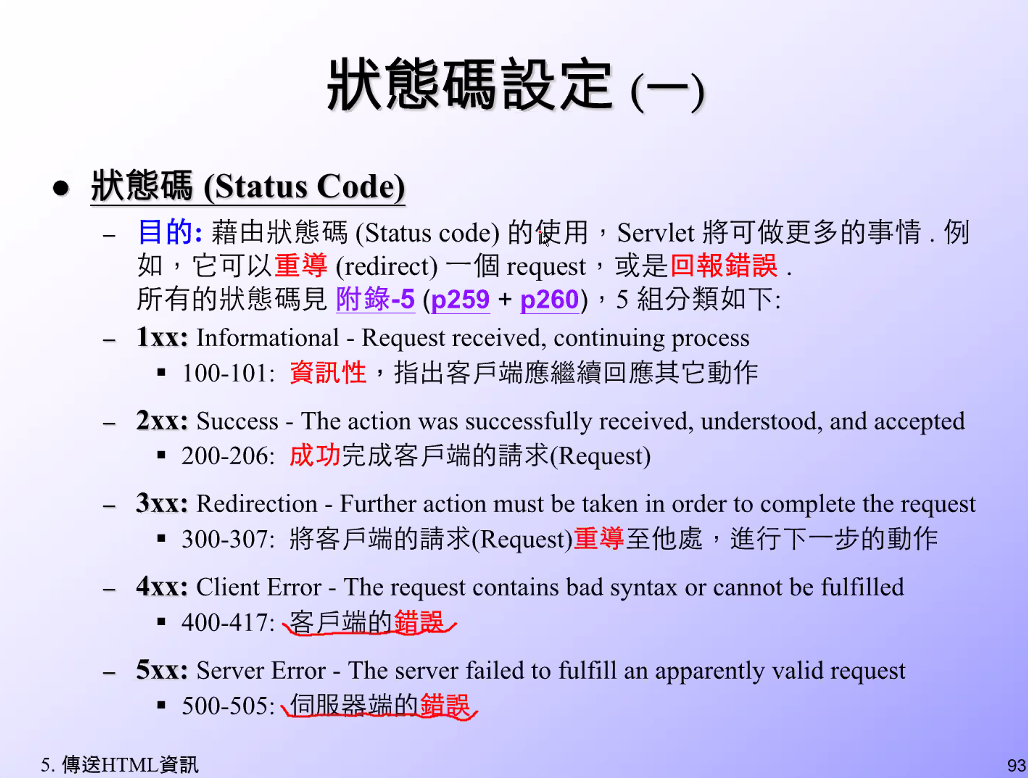 狀態碼設定 (一)
● 狀態碼 (Status Code)
– 目的: 藉由狀態碼 (Status code) 的使用，Servlet 將可做更多的事情 . 例
如，它可以重導 (redirect) 一個 request，或是回報錯誤 .
所有的狀態碼見 附錄-5 (p259 + p260)，5 組分類如下:
– 1xx: Informational - Request received, continuing process
▪ 100-101: 資訊性，指出客戶端應繼續回應其它動作
– 2xx: Success - The action was successfully received, understood, and accepted
▪ 200-206: 成功完成客戶端的請求(Request)
– 3xx: Redirection - Further action must be taken in order to complete the request
▪ 300-307: 將客戶端的請求(Request)重導至他處，進行下一步的動作
– 4xx: Client Error - The request contains bad syntax or cannot be fulfilled
▪ 400-417: 客戶端的錯誤
– 5xx: Server Error - The server failed to fulfill an apparently valid request
▪ 500-505: 伺服器端的錯誤
5. 傳送HTML資訊
93